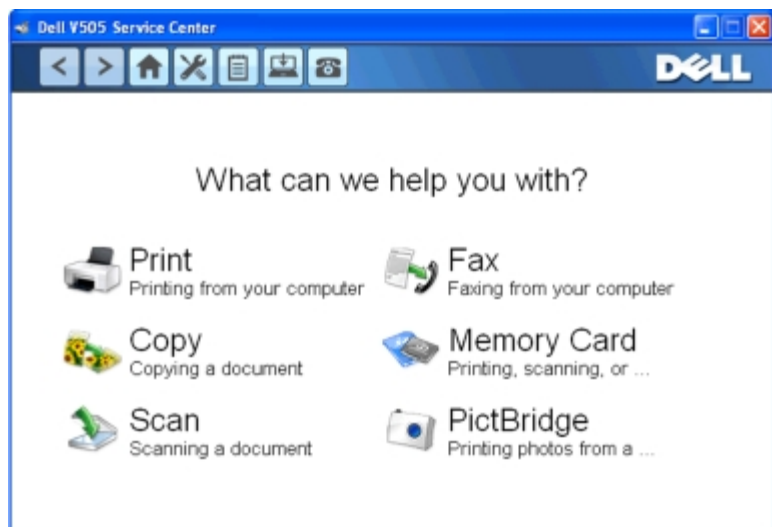 Dell V505 Service Center
DELL
What can we help you with?
Print
Printing from your computer
Fax
Faxing from your computer
Copy
Copying a document
Memory Card
Printing, scanning, or ...
Scan
Scanning a document
PictBridge
Printing photos from a ...